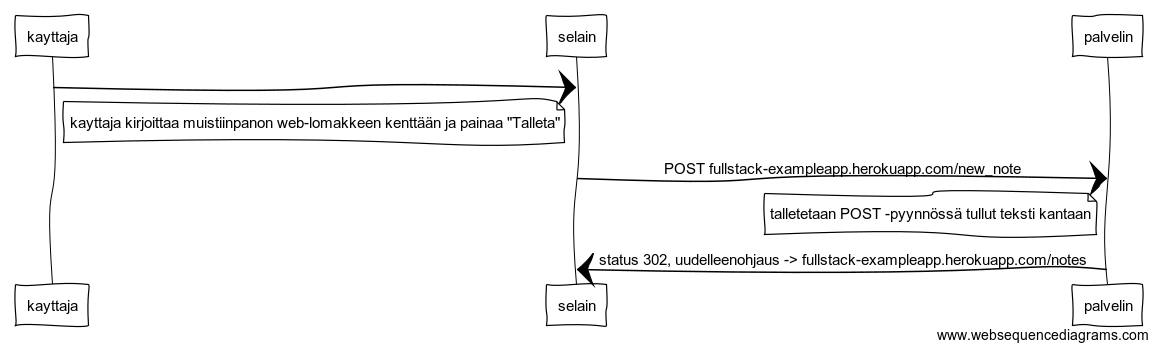 kayttaja
selain
palvelin
kayttaja kirjoittaa muistiinpanon web-lomakkeen kenttään ja painaa "Talleta"
POST fullstack-exampleapp.herokuapp.com/new_note
talletetaan POST -pyynnössä tullut teksti kantaan
status 302, uudelleenohjaus -> fullstack-exampleapp.herokuapp.com/notes
kayttaja
selain
palvelin
www.websequencediagrams.com